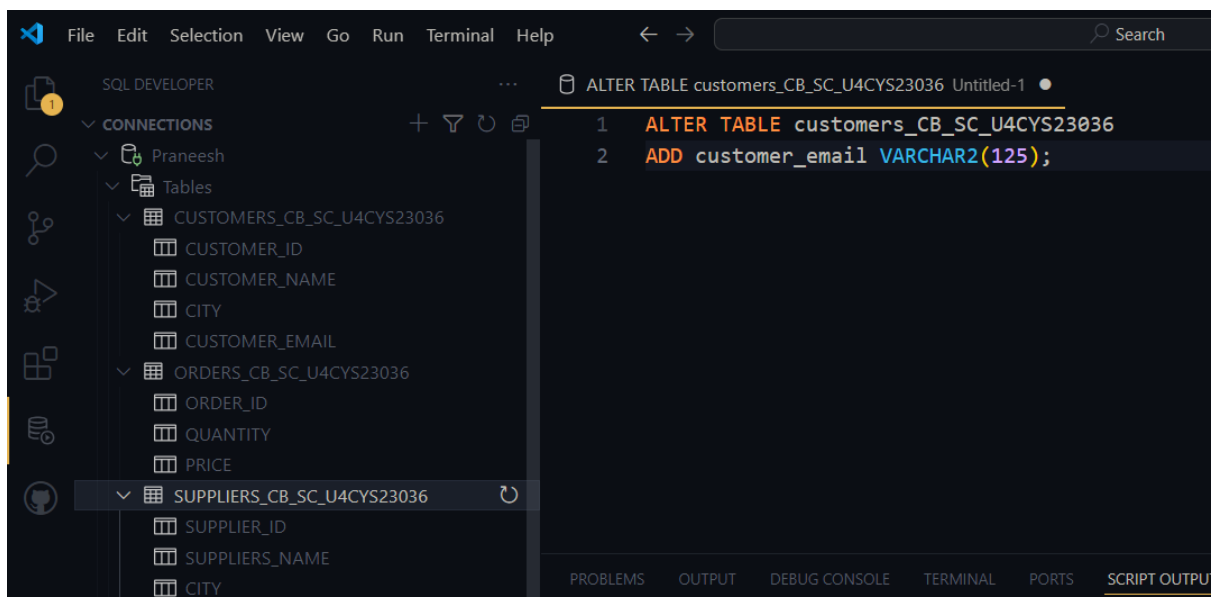 File Edit Selection View Go Run Terminal Help
Search
SQL DEVELOPER
CONNECTIONS
Praneesh
Tables
CUSTOMERS_CB_SC_U4CYS23036
CUSTOMER_ID
CUSTOMER_NAME
CITY
CUSTOMER_EMAIL
ORDERS_CB_SC_U4CYS23036
ORDER_ID
QUANTITY
PRICE
SUPPLIERS_CB_SC_U4CYS23036
SUPPLIER_ID
SUPPLIERS_NAME
CITY
1
ALTER TABLE customers_CB_SC_U4CYS23036 Untitled-1
1 ALTER TABLE customers_CB_SC_U4CYS23036
2 ADD customer_email VARCHAR2(125);
PROBLEMS OUTPUT DEBUG CONSOLE TERMINAL PORTS SCRIPT OUTPU